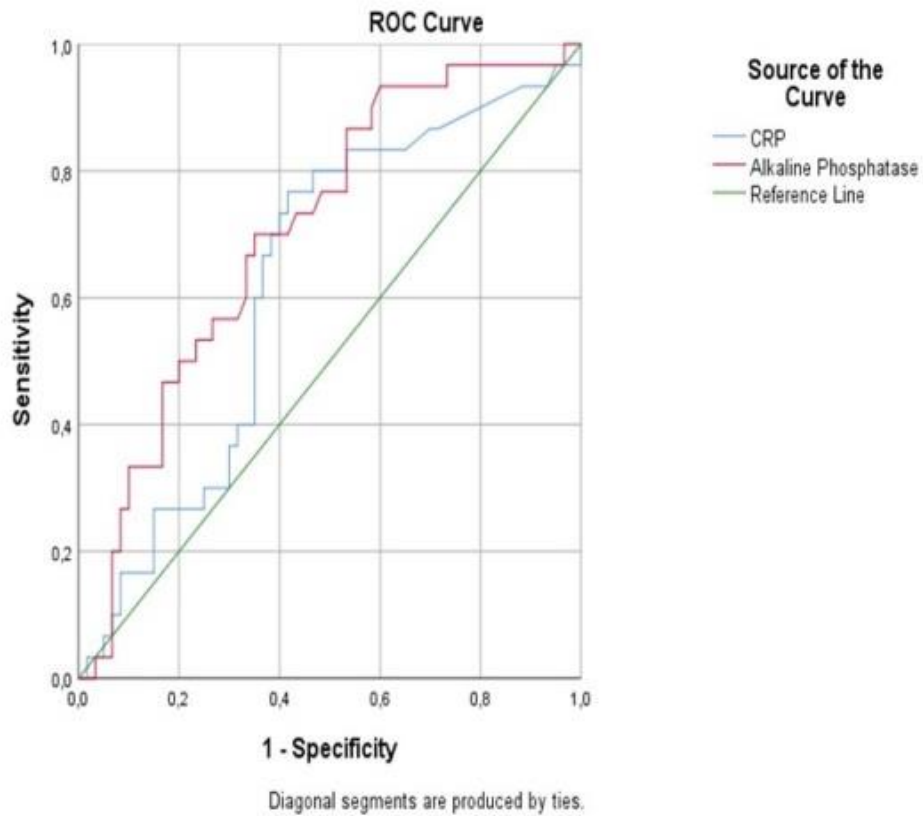 ROC Curve
Source of the
Curve
CRP
Alkaline Phosphatase
Reference Line
Sensitivity
1,0
0,8
0,6
0,4
0,2
0,0
0,0 0,2 0,4 0,6 0,8 1,0
1 - Specificity
Diagonal segments are produced by ties.